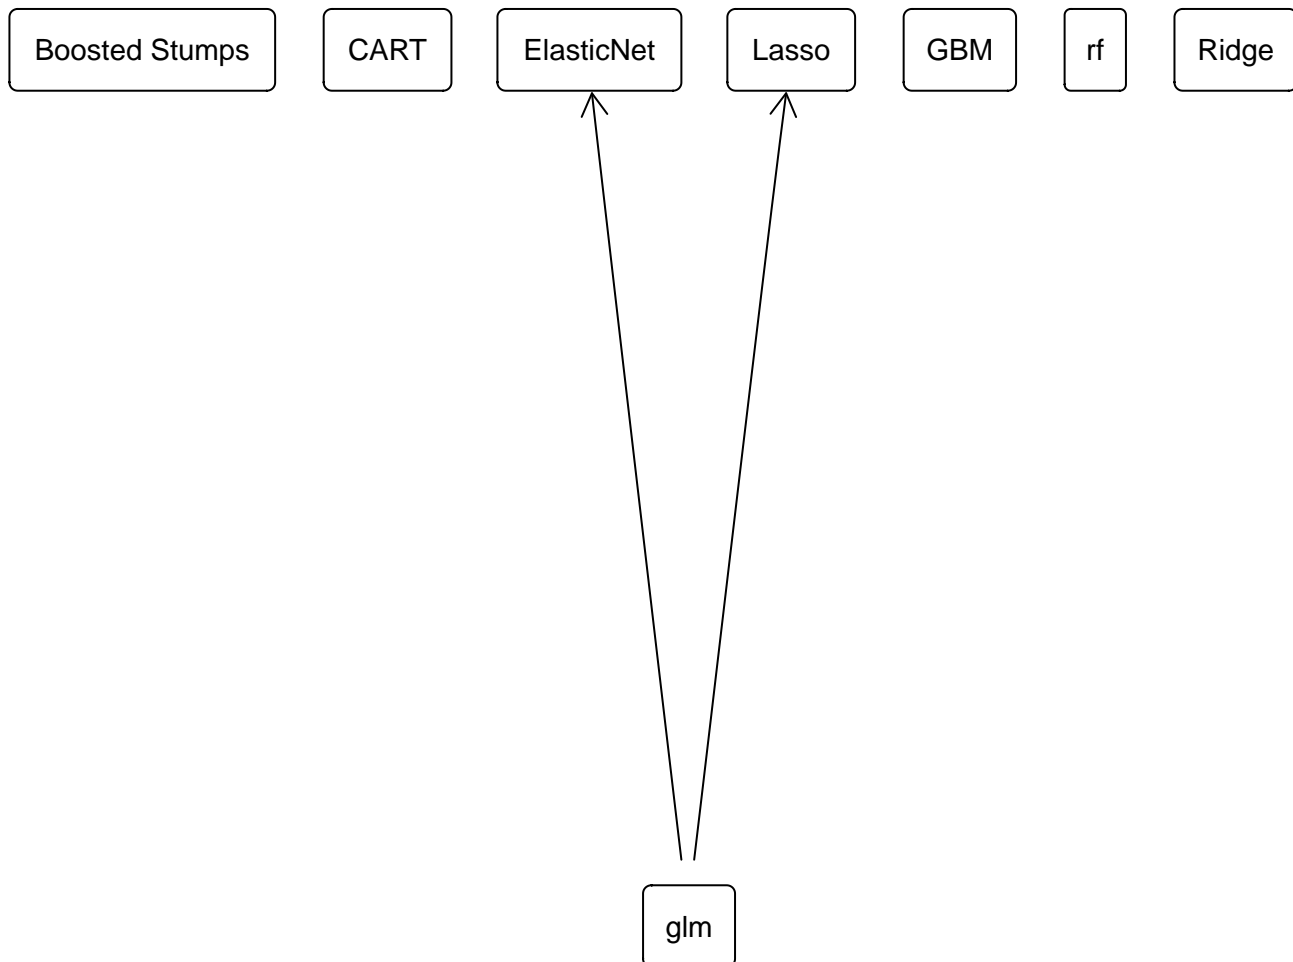 Boosted Stumps
CART
ElasticNet
Lasso
GBM
rf
Ridge
glm